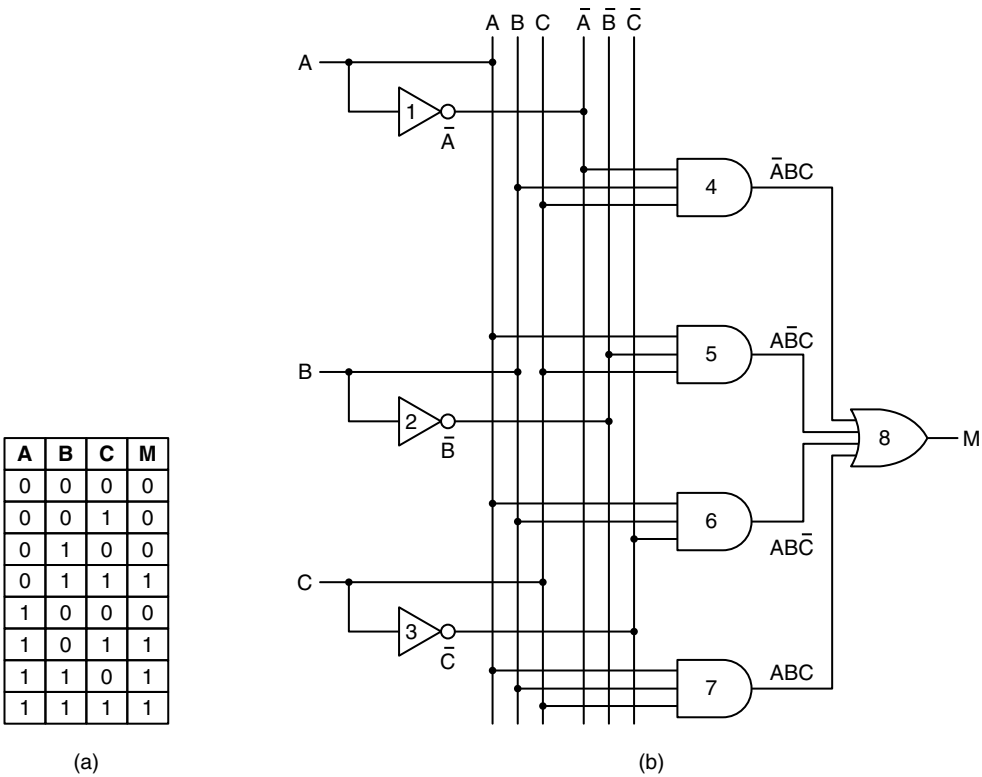 A B C A̅ B̅ C̅
A
1
A̅
4
A̅BC
5
AB̅C
B
2
B̅
8
M
6
ABC̅
C
3
C̅
7
ABC
A B C M
0 0 0 0
0 0 1 0
0 1 0 0
0 1 1 1
1 0 0 0
1 0 1 1
1 1 0 1
1 1 1 1
(a)
(b)